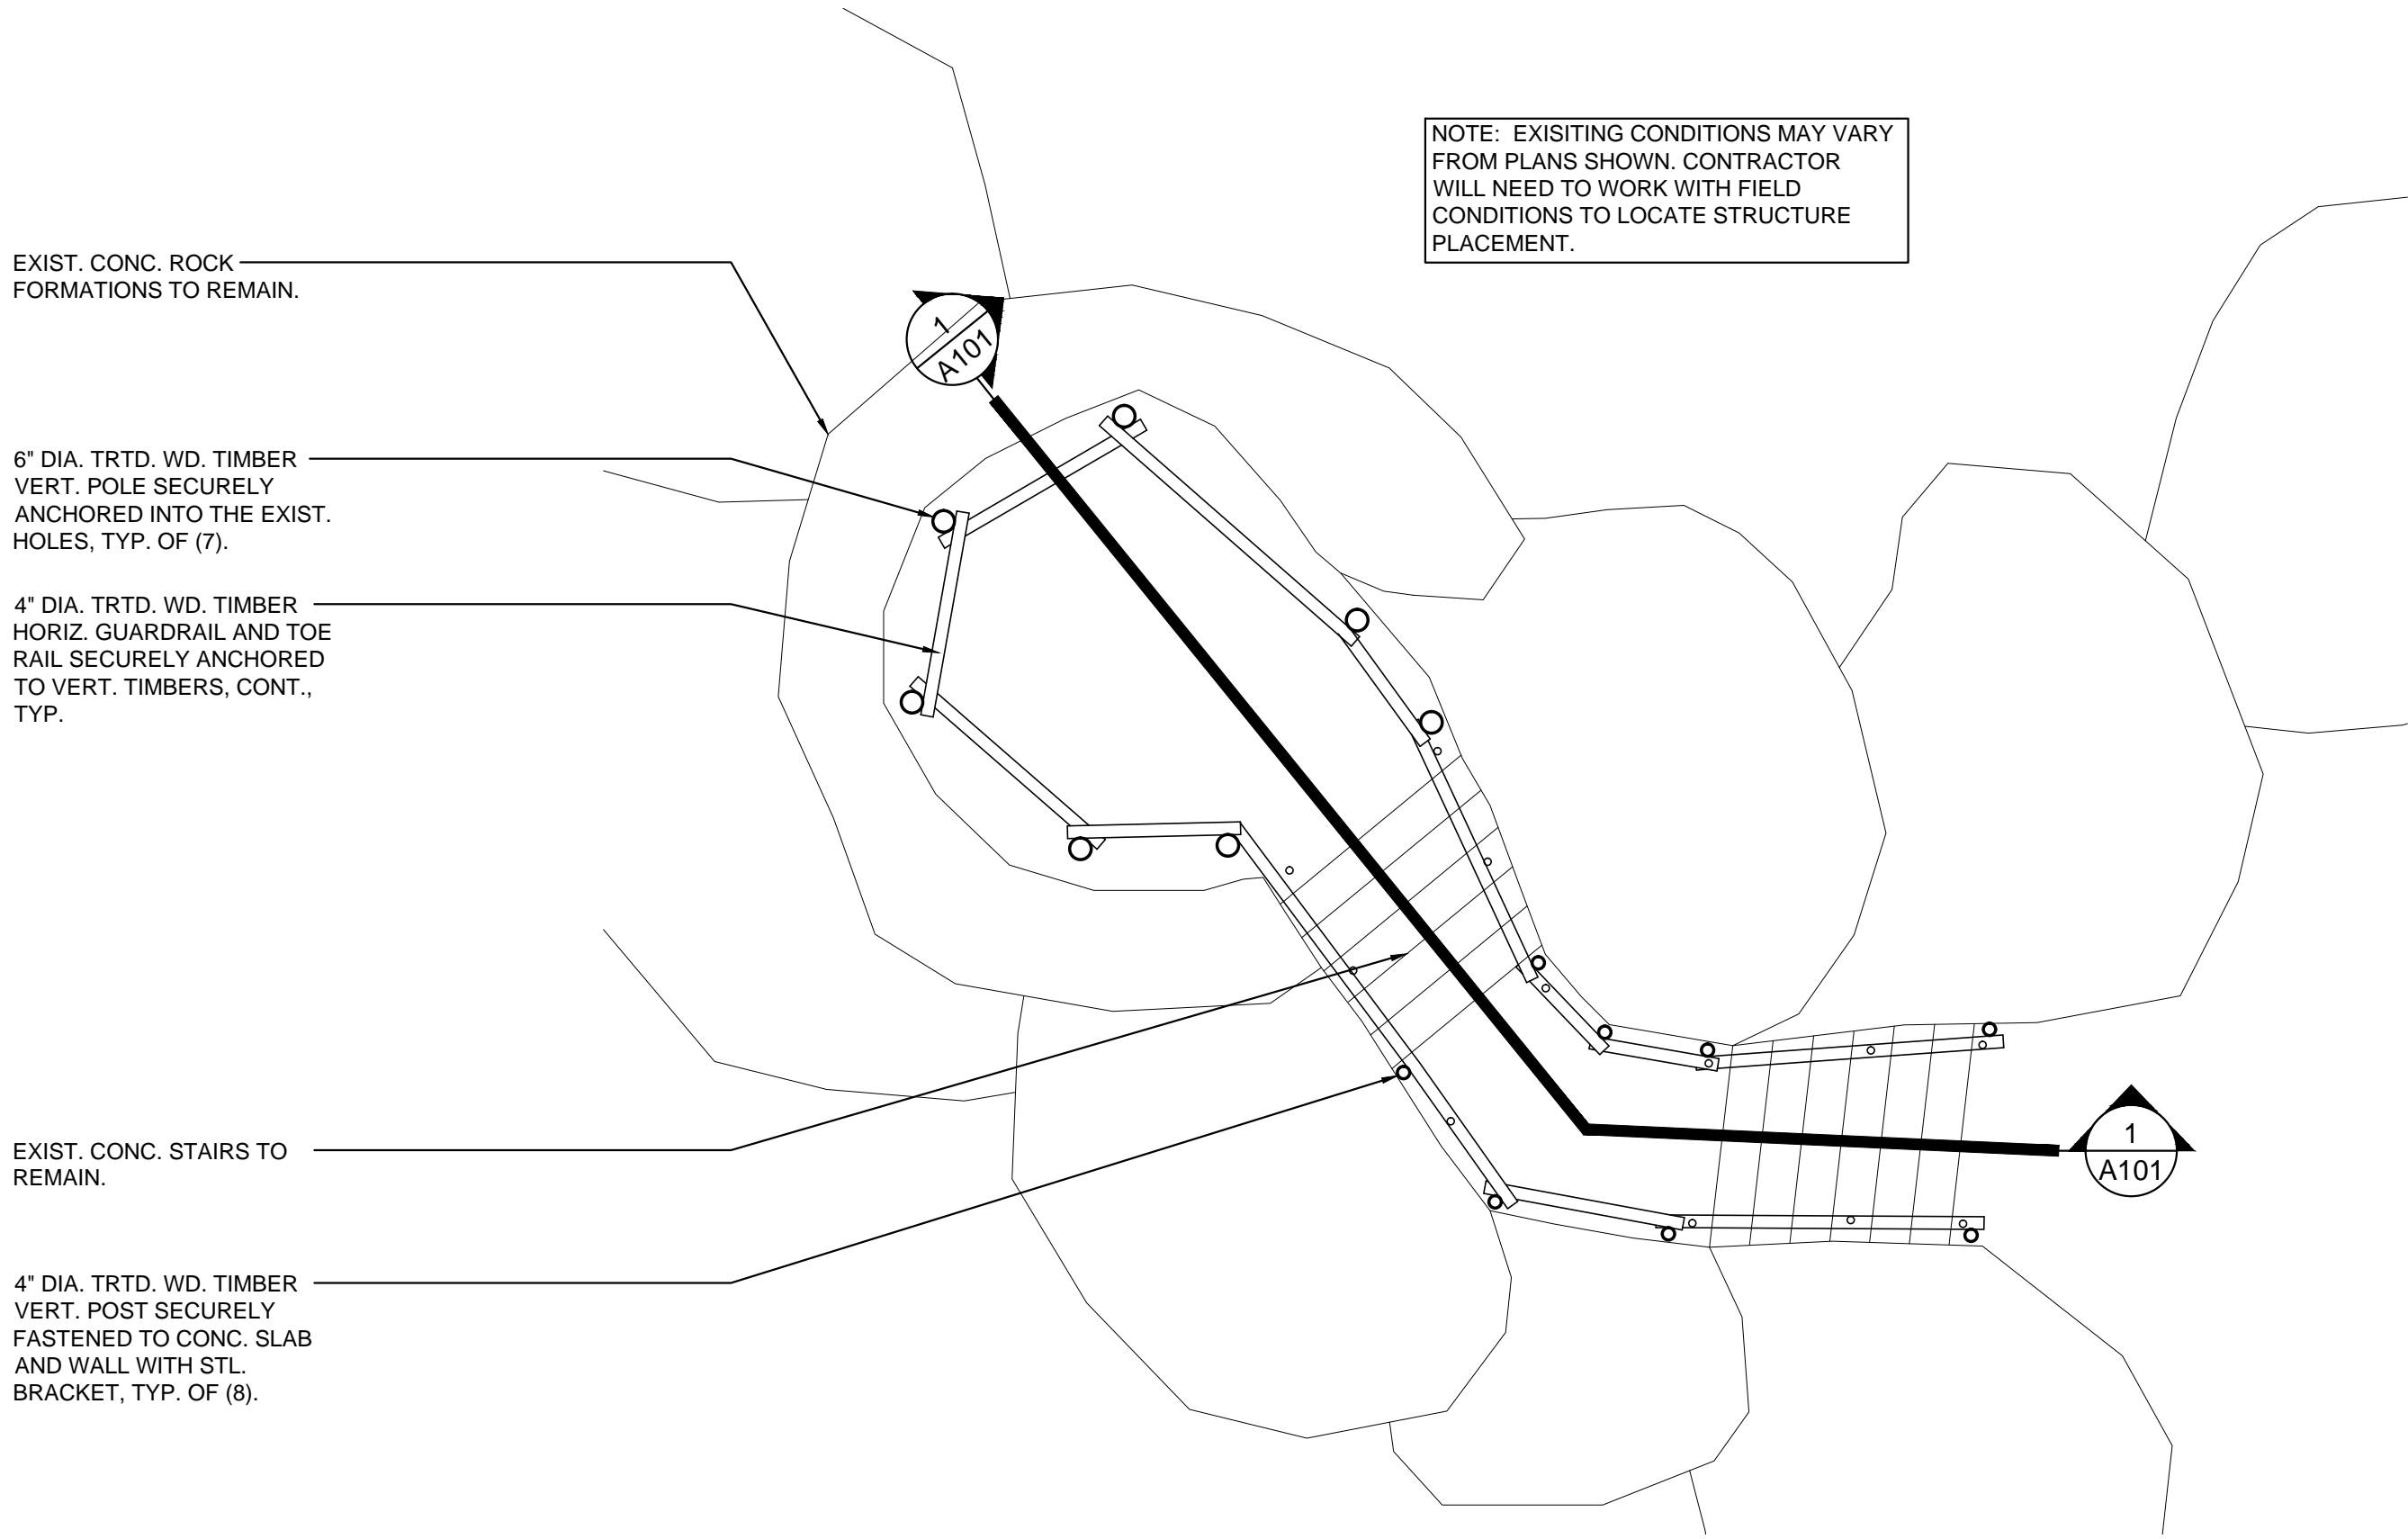 NOTE: EXISITING CONDITIONS MAY VARY
FROM PLANS SHOWN. CONTRACTOR
WILL NEED TO WORK WITH FIELD
CONDITIONS TO LOCATE STRUCTURE
PLACEMENT.
EXIST. CONC. ROCK
FORMATIONS TO REMAIN.
1
A101
6" DIA. TRTD. WD. TIMBER
VERT. POLE SECURELY
ANCHORED INTO THE EXIST.
HOLES, TYP. OF (7).
4" DIA. TRTD. WD. TIMBER
HORIZ. GUARDRAIL AND TOE
RAIL SECURELY ANCHORED
TO VERT. TIMBERS, CONT.,
TYP.
EXIST. CONC. STAIRS TO
REMAIN.
1
A101
4" DIA. TRTD. WD. TIMBER
VERT. POST SECURELY
FASTENED TO CONC. SLAB
AND WALL WITH STL.
BRACKET, TYP. OF (8).